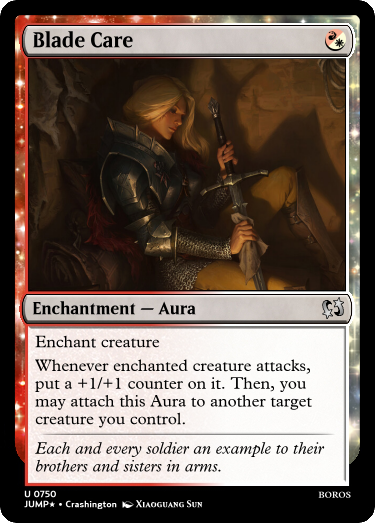 Blade Care
Enchantment — Aura
Enchant creature
Whenever enchanted creature attacks,
put a +1/+1 counter on it. Then, you
may attach this Aura to another target
creature you control.
Each and every soldier an example to their
brothers and sisters in arms.
U 0750
BOROS
JUMP★ • Crashington Xiaoguang Sun